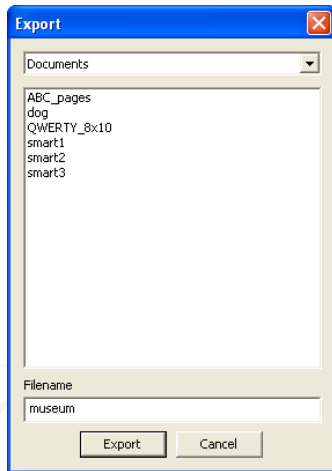 Export
Documents
ABC_pages
dog
QWERTY_8x10
smart1
smart2
smart3
Filename
museum
Export Cancel